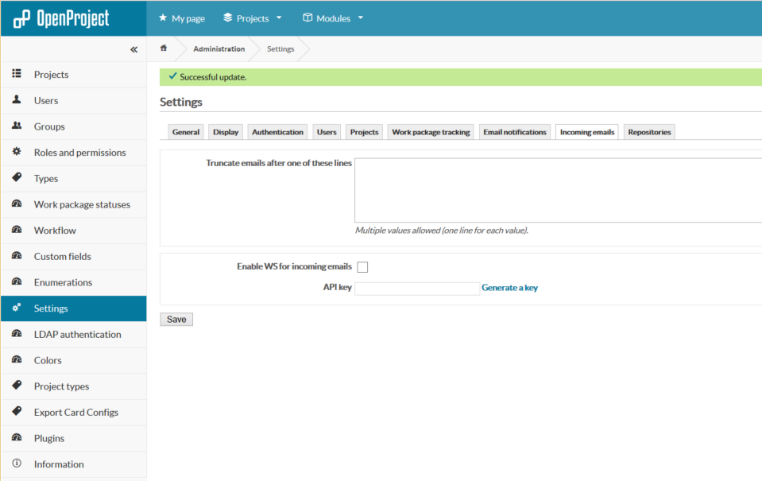 OpenProject
My page
Projects
Modules
Administration
Settings
Projects
Users
Groups
Roles and permissions
Types
Work package statuses
Workflow
Custom fields
Enumerations
Settings
LDAP authentication
Colors
Project types
Export Card Configs
Plugins
Information
Successful update.
Settings
General
Display
Authentication
Users
Projects
Work package tracking
Email notifications
Incoming emails
Repositories
Truncate emails after one of these lines
Multiple values allowed (one line for each value).
Enable WS for incoming emails
API key
Generate a key
Save